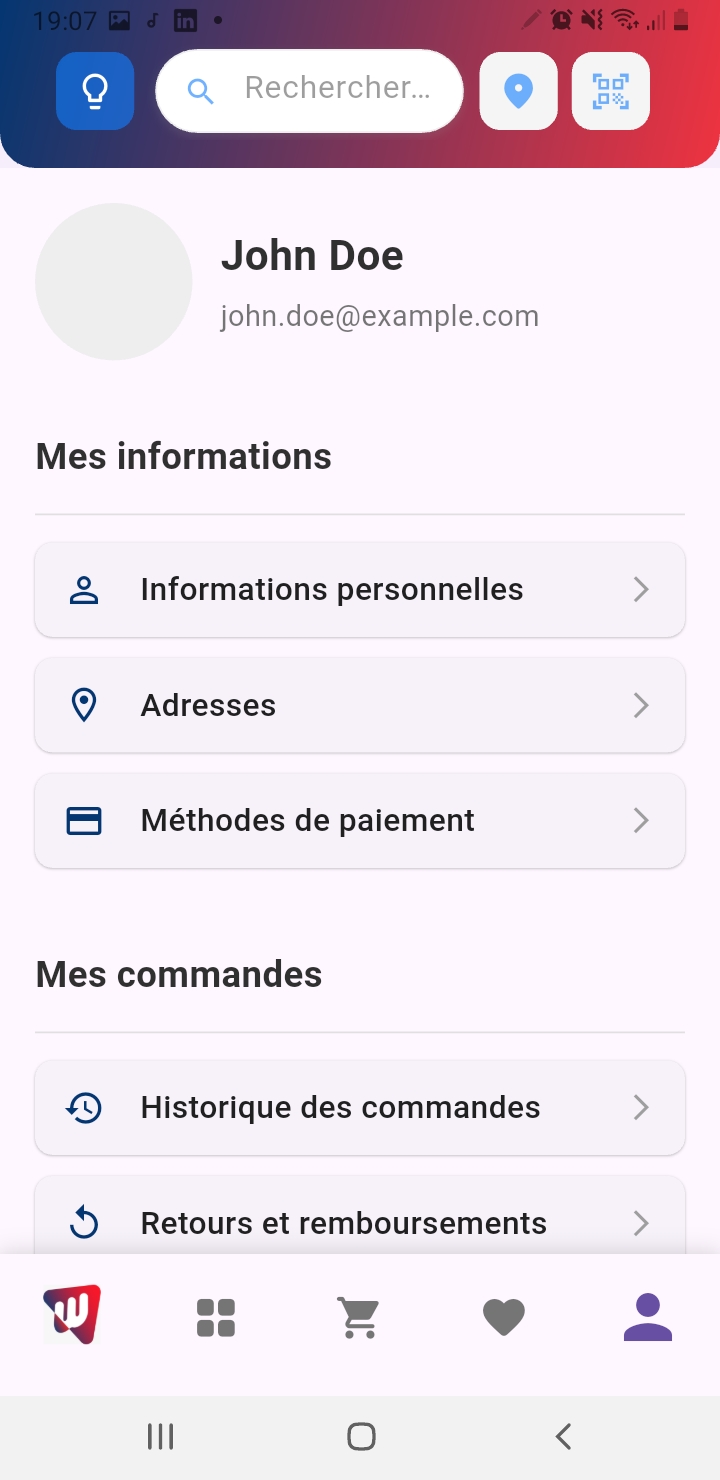 19:07
Rechercher…
John Doe
john.doe@example.com
Mes informations
Informations personnelles
Adresses
Méthodes de paiement
Mes commandes
Historique des commandes
Retours et remboursements